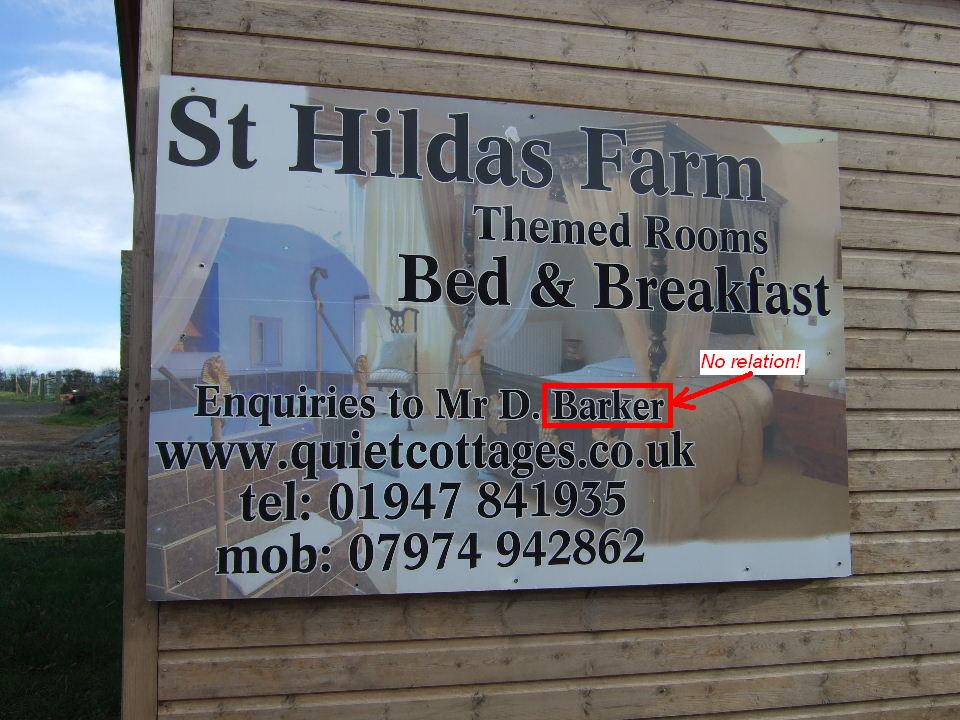 St Hildas Farm
Themed Rooms
Bed & Breakfast
No relation!
Enquiries to Mr D. Barker
www.quietcottages.co.uk
tel: 01947 841935
mob: 07974 942862